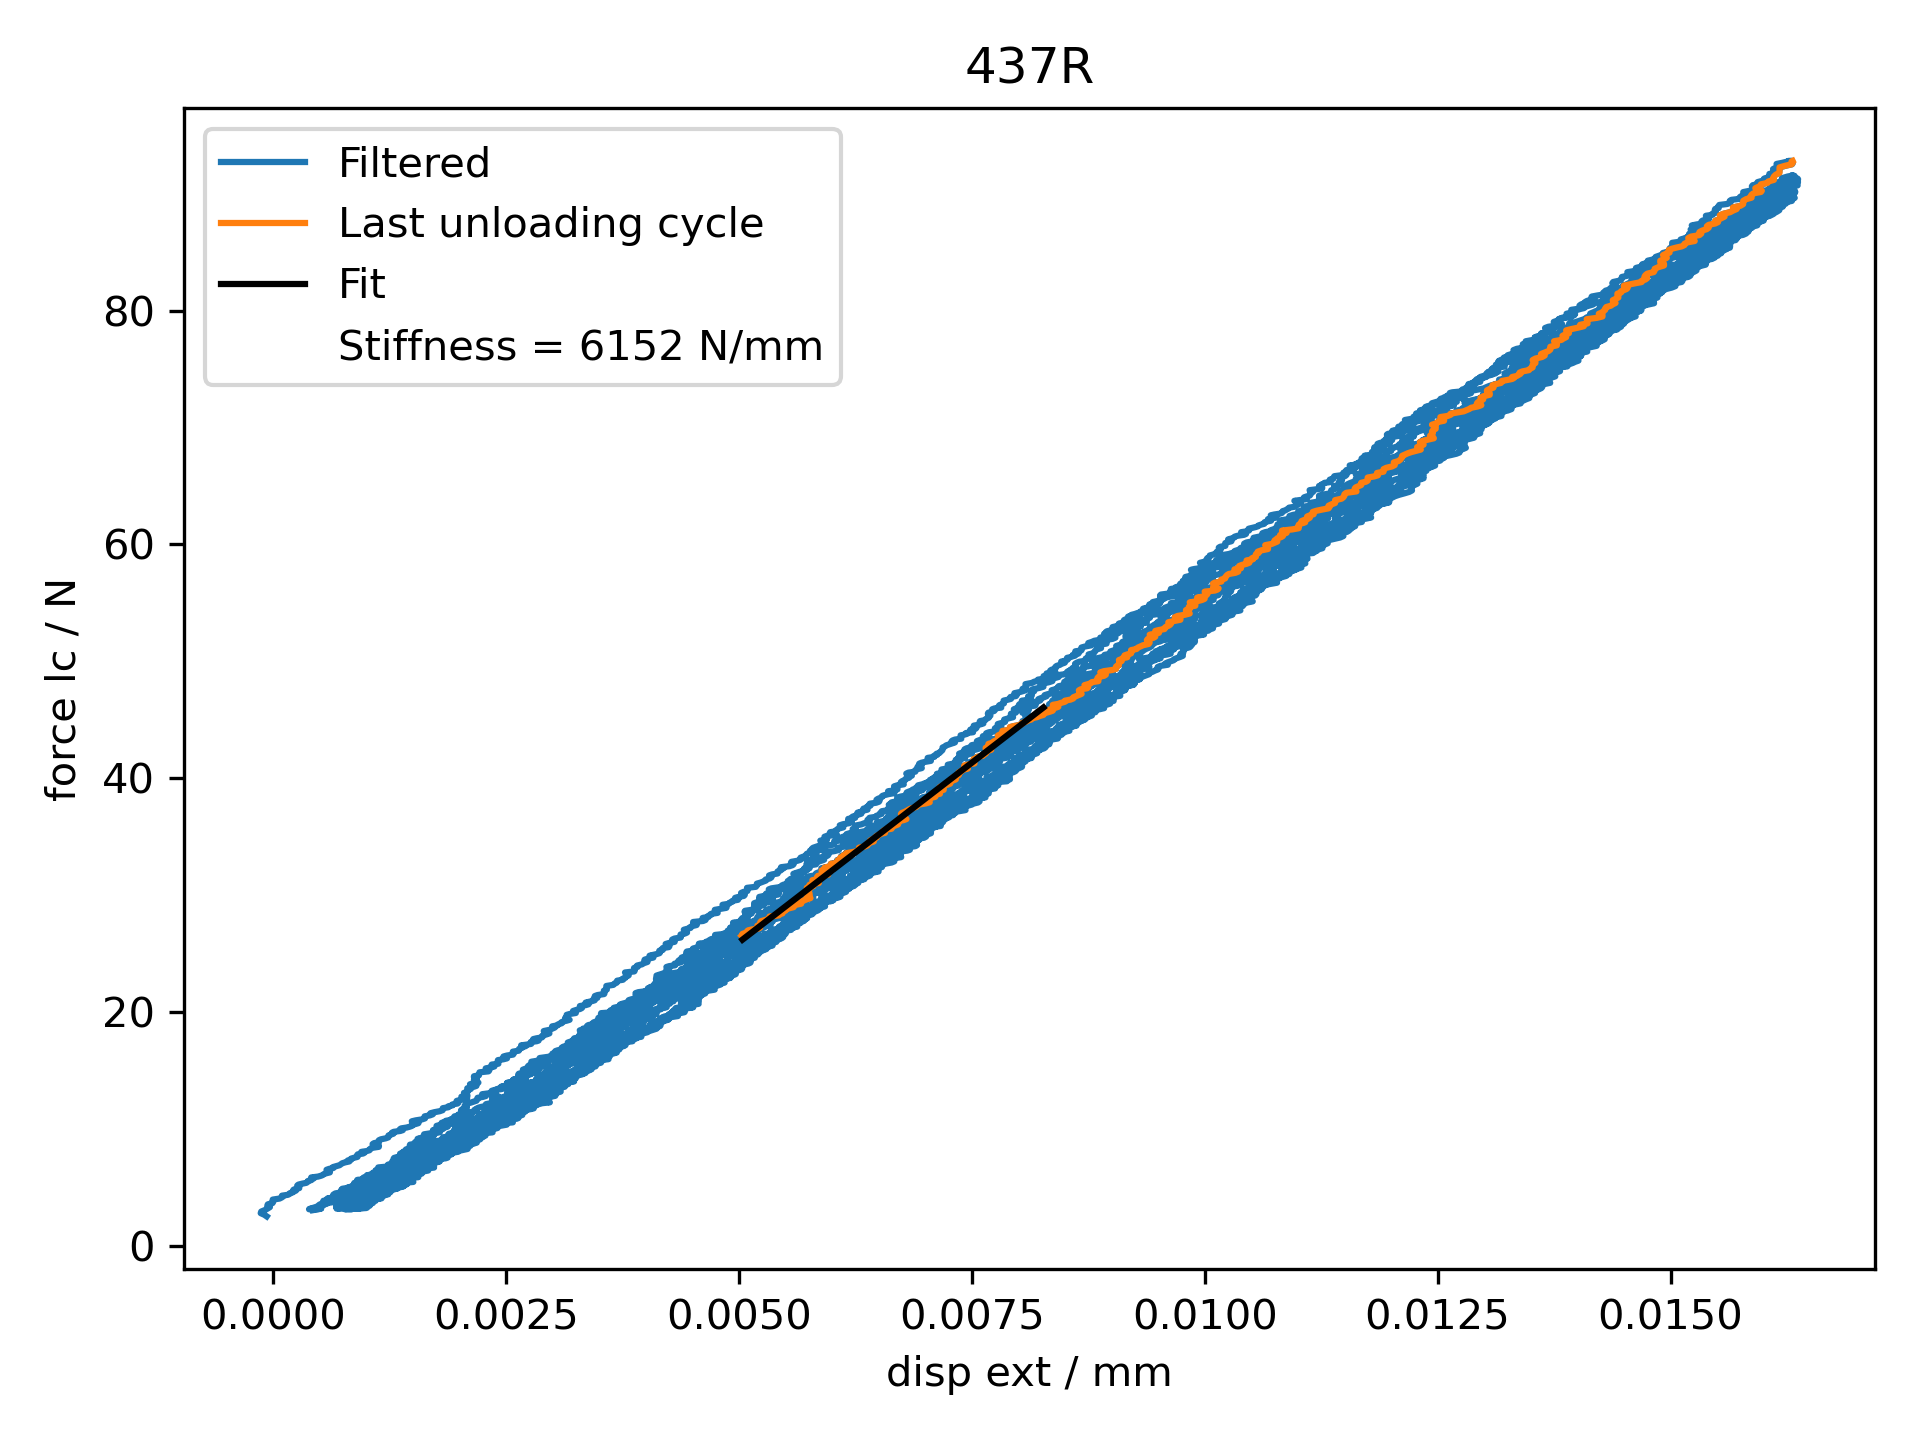 437R
Filtered
Last unloading cycle
Fit
Stiffness = 6152 N/mm
force lc / N
80
60
40
20
0
0.0000 0.0025 0.0050 0.0075 0.0100 0.0125 0.0150
disp ext / mm